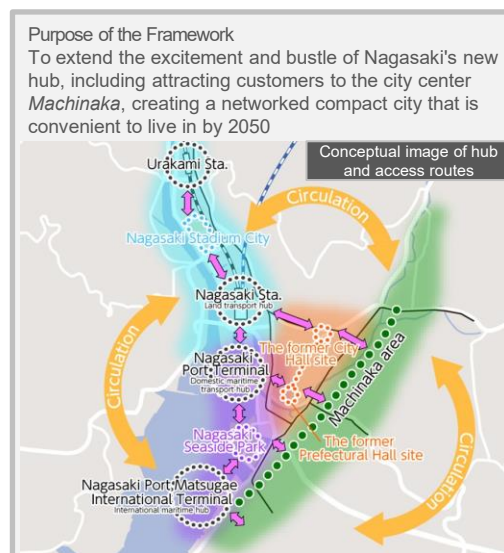 Purpose of the Framework
To extend the excitement and bustle of Nagasaki's new
hub, including attracting customers to the city center
Machinaka, creating a networked compact city that is
convenient to live in by 2050
Conceptual image of hub
and access routes
Urakami Sta.
Circulation
Nagasaki Stadium City
Nagasaki Sta.
Land transport hub
The former City
Hall site
Machinaka area
Nagasaki
Port Terminal
Domestic maritime
transport hub
Circulation
Nagasaki
Seaside Park
The former
Prefectural Hall site
Circulation
Nagasaki Port Matsugae
International Terminal
International maritime hub